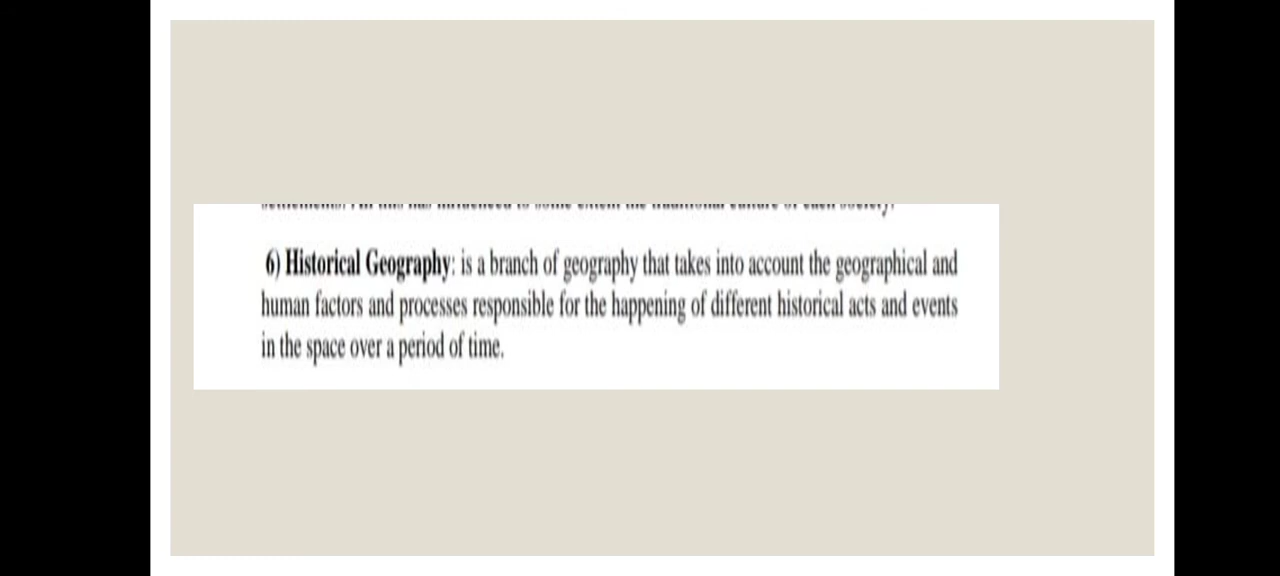 6) Historical Geography: is a branch of geography that takes into account the geographical and
human factors and processes responsible for the happening of different historical acts and events
in the space over a period of time.